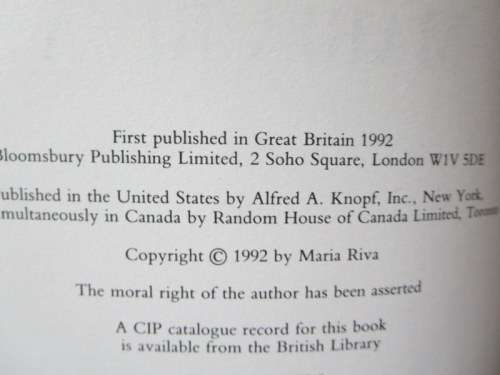 First published in Great Britain 1992
Bloomsbury Publishing Limited, 2 Soho Square, London W1V 5DE
Published in the United States by Alfred A. Knopf, Inc., New York.
simultaneously in Canada by Random House of Canada Limited, Toronto
Copyright © 1992 by Maria Riva
The moral right of the author has been asserted
A CIP catalogue record for this book
is available from the British Library